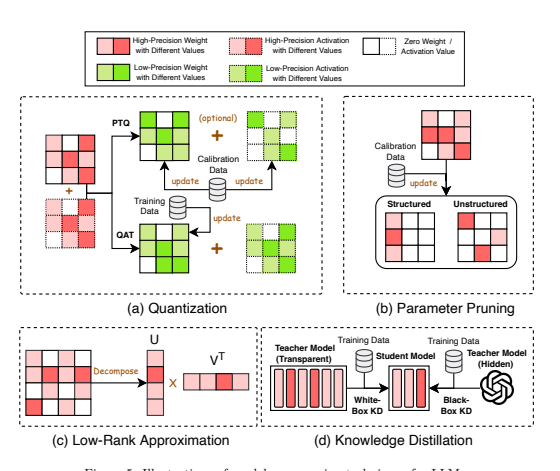 High-Precision Weight
with Different Values
High-Precision Activation
with Different Values
Zero Weight /
Activation Value
Low-Precision Weight
with Different Values
Low-Precision Activation
with Different Values
PTQ
(optional)
+
+
Calibration
Data
update
update
Training
Data
update
QAT
+
(a) Quantization
Calibration
Data
update
Structured
Unstructured
(b) Parameter Pruning
Decompose
U
X
V^T
(c) Low-Rank Approximation
Training Data
Training Data
Teacher Model
(Transparent)
Student Model
Teacher Model
(Hidden)
White-
Box KD
Black-
Box KD
(d) Knowledge Distillation